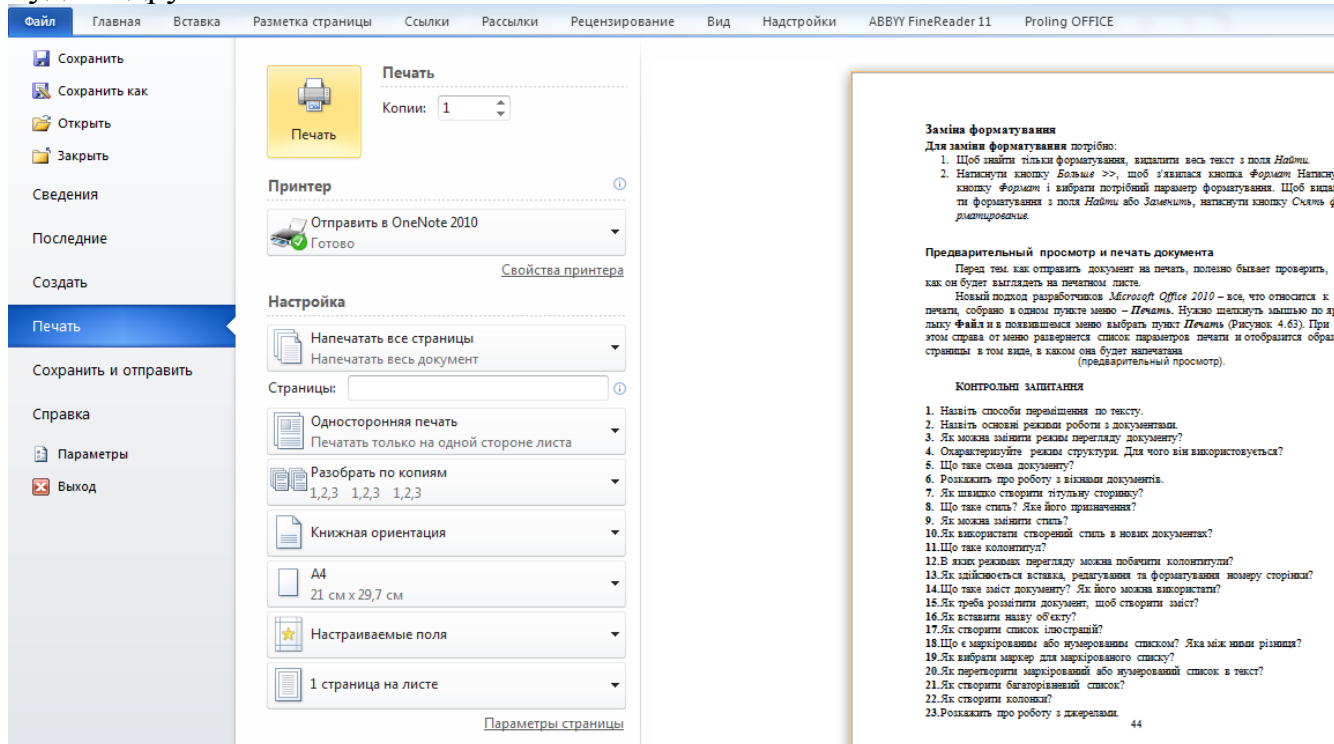 Файл Главная Вставка Разметка страницы Ссылки Рассылки Рецензирование Вид Надстройки ABBYY FineReader 11 Proling OFFICE
Сохранить
Сохранить как
Открыть
Закрыть
Сведения
Последние
Создать
Печать
Сохранить и отправить
Справка
Параметры
Выход
Печать
Печать
Копии: 1
Принтер
Отправить в OneNote 2010
Готово
Свойства принтера
Настройка
Напечатать все страницы
Напечатать весь документ
Страницы:
Односторонняя печать
Печатать только на одной стороне листа
Разобрать по копиям
1,2,3 1,2,3 1,2,3
Книжная ориентация
A4
21 см x 29,7 см
Настраиваемые поля
1 страница на листе
Параметры страницы
Заміна форматування
Для заміни форматування потрібно:
1. Щоб знайти тільки форматування, видалити весь текст з поля Найти.
2. Натиснути кнопку Больше >>, щоб з'явилася кнопка Формат Натисну
кнопку Формат і вибрати потрібний параметр форматування. Щоб вида
ти форматування з поля Найти або Заменить, натиснути кнопку Снять ф
рматирование.
Предварительный просмотр и печать документа
Перед тем, как отправить документ на печать, полезно бывает проверить,
как он будет выглядеть на печатном листе.
Новый подход разработчиков Microsoft Office 2010 – все, что относится к
печати, собрано в одном пункте меню – Печать. Нужно щелкнуть мышью по яр
лыку Файл и в появившемся меню выбрать пункт Печать (Рисунок 4.63). При
этом справа от меню развернется список параметров печати и отобразится обра
страницы в том виде, в каком она будет напечатана
(предварительный просмотр).
Контрольні запитання
1. Назвіть способи переміщення по тексту.
2. Назвіть основні режими роботи з документами.
3. Як можна змінити режим перегляду документу?
4. Охарактеризуйте режим структури. Для чого він використовується?
5. Що таке схема документу?
6. Розкажить про роботу з вікнами документів.
7. Як швидко створити тітульну сторинку?
8. Що таке стиль? Яке його призначення?
9. Як можна змінити стиль?
10.Як використати створений стиль в нових документах?
11.Що таке колонтитул?
12.В яких режимах перегляду можна побачити колонтитули?
13.Як здійснюється вставка, редагування та форматування номеру сторінки?
14.Що таке зміст документу? Як його можна використати?
15.Як треба розмітити документ, щоб створити зміст?
16.Як вставити назву об'єкту?
17.Як створити список ілюстрацій?
18.Що є маркірованим або нумерованим списком? Яка між ними різниця?
19.Як вибрати маркер для маркірованого списку?
20.Як перетворити маркірований або нумерований список в текст?
21.Як створити багаторівневий список?
22.Як створити колонки?
23.Розкажить про роботу з джерелами.
44